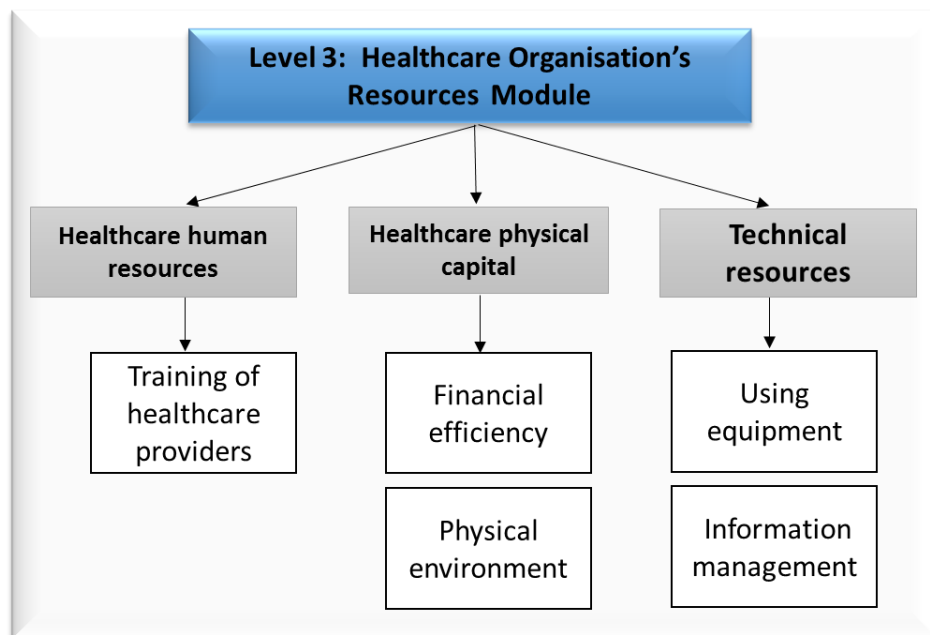 Level 3:  Healthcare Organisation’s
Resources Module
Healthcare human
resources
Healthcare physical
capital
Technical
resources
Training of
healthcare
providers
Financial
efficiency
Using
equipment
Physical
environment
Information
management